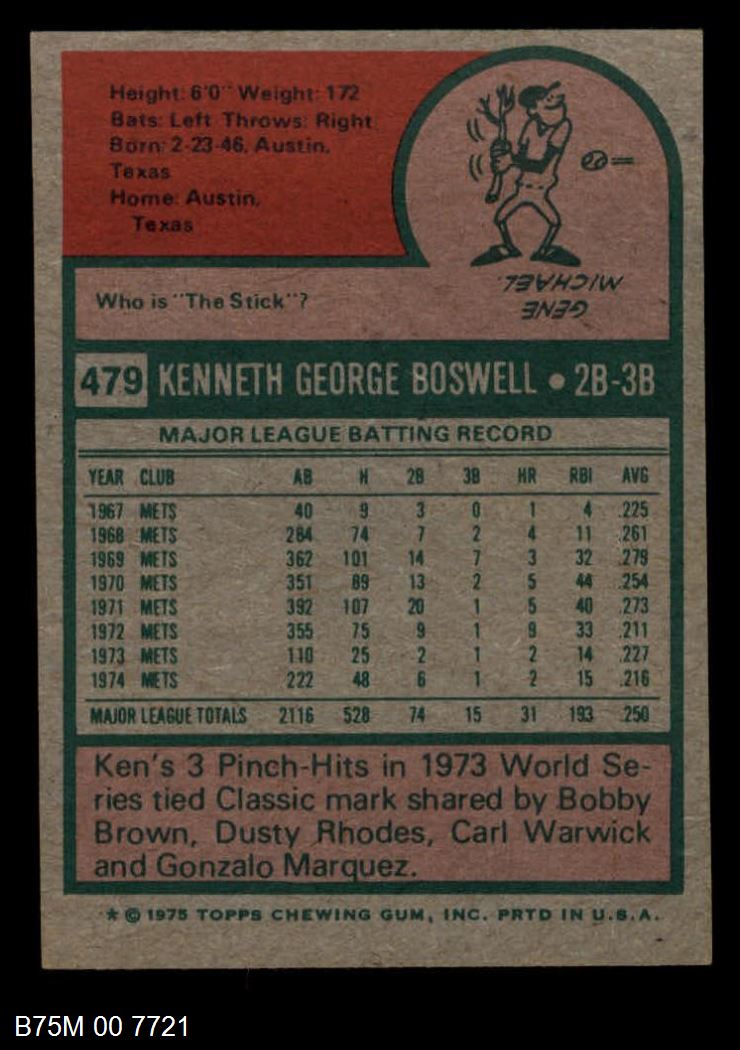 Height: 6'0" Weight: 172
Bats: Left Throws: Right
Born: 2-23-46, Austin,
Texas
Home: Austin,
Texas
Who is "The Stick"?
GENE
MICHAEL.
479 KENNETH GEORGE BOSWELL • 2B-3B
MAJOR LEAGUE BATTING RECORD
YEAR CLUB AB H 2B 3B HR RBI AVG
1967 METS 40 9 3 0 1 4 .225
1968 METS 284 74 7 2 4 11 .261
1969 METS 362 101 14 7 3 32 .279
1970 METS 351 89 13 2 5 44 .254
1971 METS 392 107 20 1 5 40 .273
1972 METS 355 75 9 1 9 33 .211
1973 METS 110 25 2 1 2 14 .227
1974 METS 222 48 6 1 2 15 .216
MAJOR LEAGUE TOTALS 2116 528 74 15 31 193 .250
Ken's 3 Pinch-Hits in 1973 World Se-
ries tied Classic mark shared by Bobby
Brown, Dusty Rhodes, Carl Warwick
and Gonzalo Marquez.
* © 1975 TOPPS CHEWING GUM, INC. PRTD IN U.S.A.
B75M 00 7721